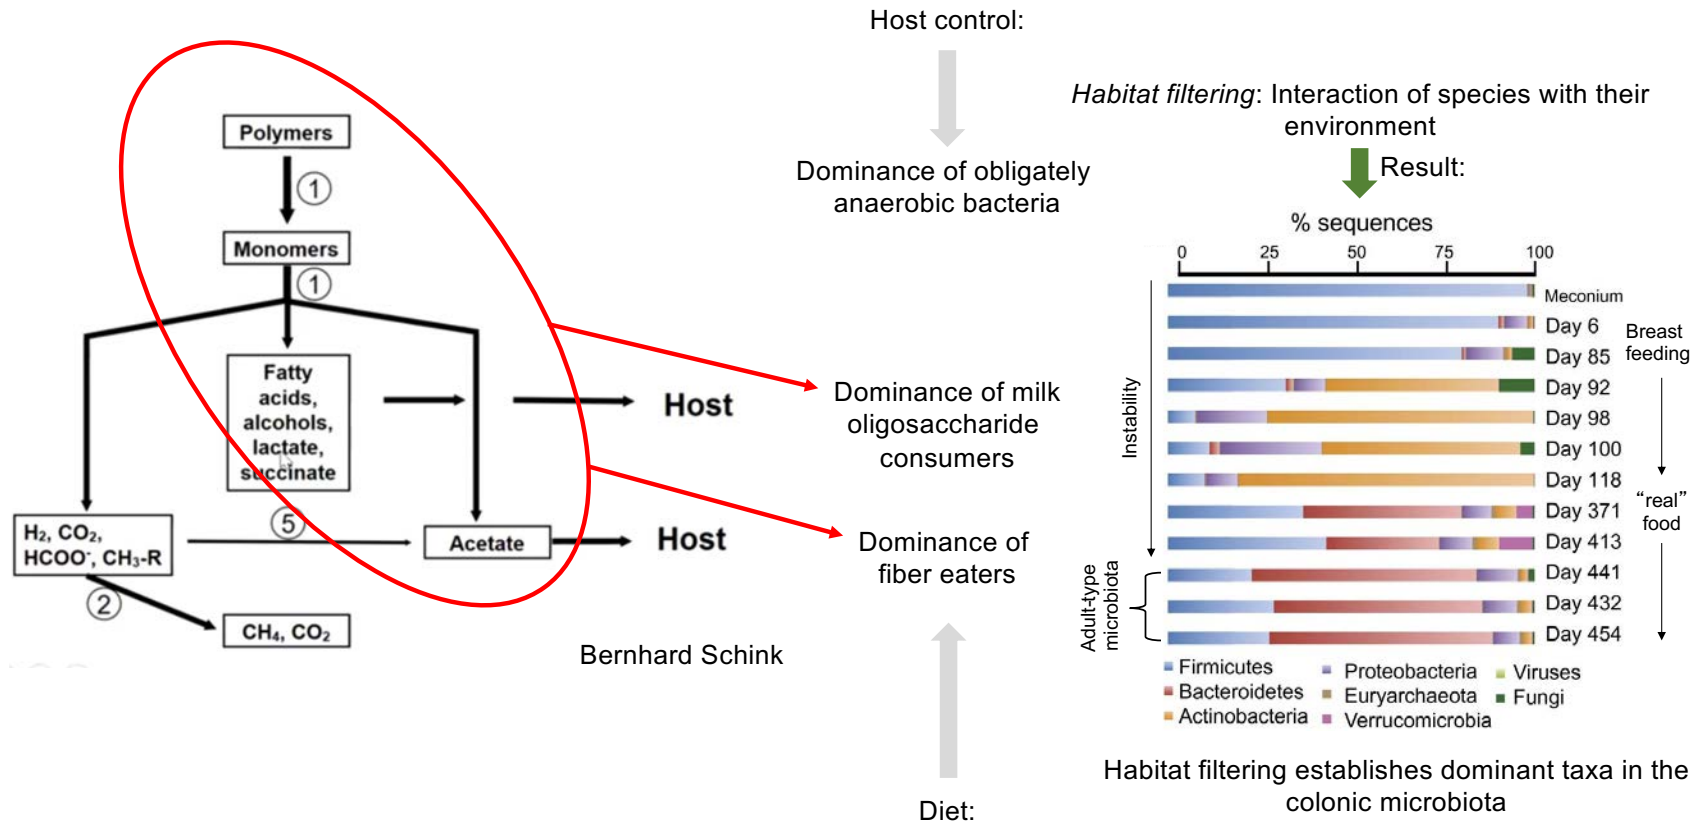 Host control:
Dominance of obligately
anaerobic bacteria
Polymers
1
Monomers
1
Fatty
acids,
alcohols,
lactate,
succinate
Host
H₂, CO₂,
HCOO⁻, CH₃-R
5
Acetate
Host
2
CH₄, CO₂
Bernhard Schink
Dominance of milk
oligosaccharide
consumers
Dominance of
fiber eaters
Diet:
Habitat filtering: Interaction of species with their
environment
Result:
% sequences
0 25 50 75 100
Meconium
Day 6
Day 85
Day 92
Day 98
Day 100
Day 118
Day 371
Day 413
Day 441
Day 432
Day 454
Instability
Adult-type
microbiota
Breast
feeding
“real”
food
Firmicutes
Bacteroidetes
Actinobacteria
Proteobacteria
Euryarchaeota
Verrucomicrobia
Viruses
Fungi
Habitat filtering establishes dominant taxa in the
colonic microbiota